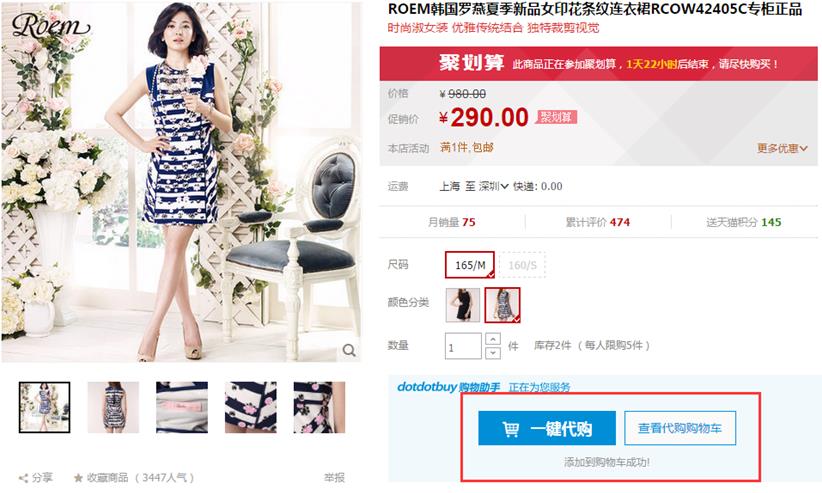 Roem
ROEM韩国罗燕夏季新品女印花条纹连衣裙RCOW42405C专柜正品
时尚淑女装 优雅传统结合 独特裁剪视觉
聚划算 此商品正在参加聚划算，1天22小时后结束，请尽快购买！
价格 ¥ 980.00
促销价 ¥ 290.00 聚划算
本店活动 满1件,包邮 更多优惠
运费 上海 至 深圳 快递: 0.00
月销量 75 累计评价 474 送天猫积分 145
尺码 165/M 160/S
颜色分类
数量 1 件 库存2件 ( 每人限购5件 )
dotdotbuy 购物助手 正在为您服务
一键代购 查看代购购物车
添加到购物车成功!
分享 收藏商品 ( 3447人气 ) 举报